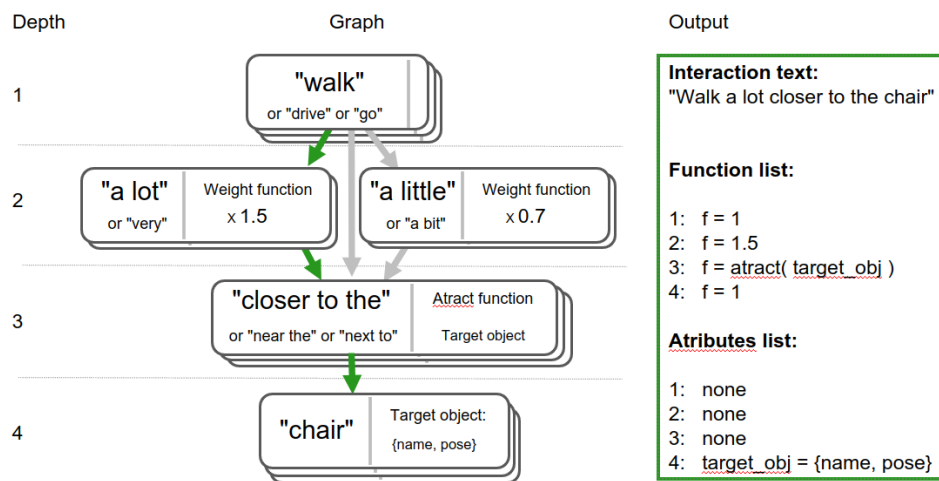 Depth
Graph
Output
1
"walk"
or "drive" or "go"
2
"a lot"
or "very"
Weight function
x 1.5
"a little"
or "a bit"
Weight function
x 0.7
3
"closer to the"
or "near the" or "next to"
Atract function
Target object
4
"chair"
Target object:
{name, pose}
Interaction text:
"Walk a lot closer to the chair"
Function list:
1: f = 1
2: f = 1.5
3: f = atract( target_obj )
4: f = 1
Atributes list:
1: none
2: none
3: none
4: target_obj = {name, pose}